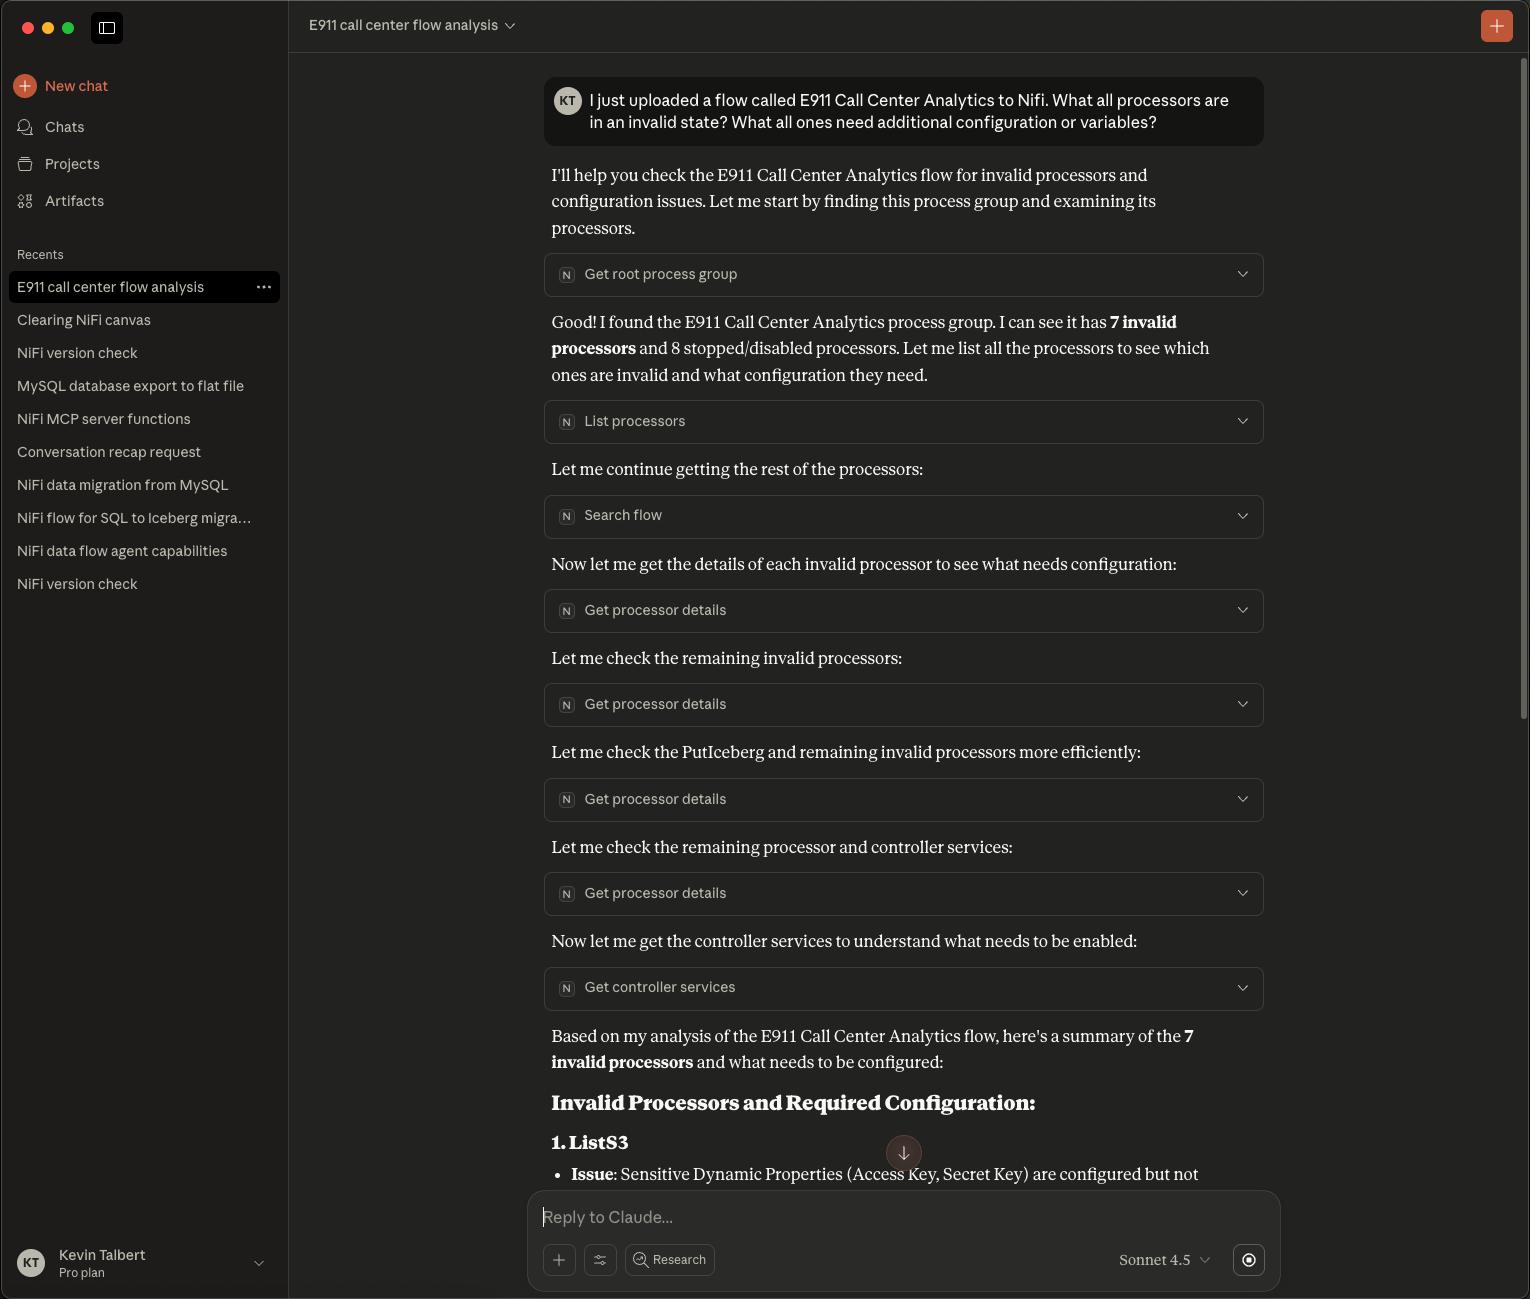 E911 call center flow analysis
New chat
Chats
Projects
Artifacts
Recents
E911 call center flow analysis
Clearing NiFi canvas
NiFi version check
MySQL database export to flat file
NiFi MCP server functions
Conversation recap request
NiFi data migration from MySQL
NiFi flow for SQL to Iceberg migra...
NiFi data flow agent capabilities
NiFi version check
KT
Kevin Talbert
Pro plan
KT
I just uploaded a flow called E911 Call Center Analytics to Nifi. What all processors are
in an invalid state? What all ones need additional configuration or variables?
I'll help you check the E911 Call Center Analytics flow for invalid processors and
configuration issues. Let me start by finding this process group and examining its
processors.
N Get root process group
Good! I found the E911 Call Center Analytics process group. I can see it has 7 invalid
processors and 8 stopped/disabled processors. Let me list all the processors to see which
ones are invalid and what configuration they need.
N List processors
Let me continue getting the rest of the processors:
N Search flow
Now let me get the details of each invalid processor to see what needs configuration:
N Get processor details
Let me check the remaining invalid processors:
N Get processor details
Let me check the PutIceberg and remaining invalid processors more efficiently:
N Get processor details
Let me check the remaining processor and controller services:
N Get processor details
Now let me get the controller services to understand what needs to be enabled:
N Get controller services
Based on my analysis of the E911 Call Center Analytics flow, here's a summary of the 7
invalid processors and what needs to be configured:
Invalid Processors and Required Configuration:
1. ListS3
• Issue: Sensitive Dynamic Properties (Access Key, Secret Key) are configured but not
Reply to Claude...
Research
Sonnet 4.5